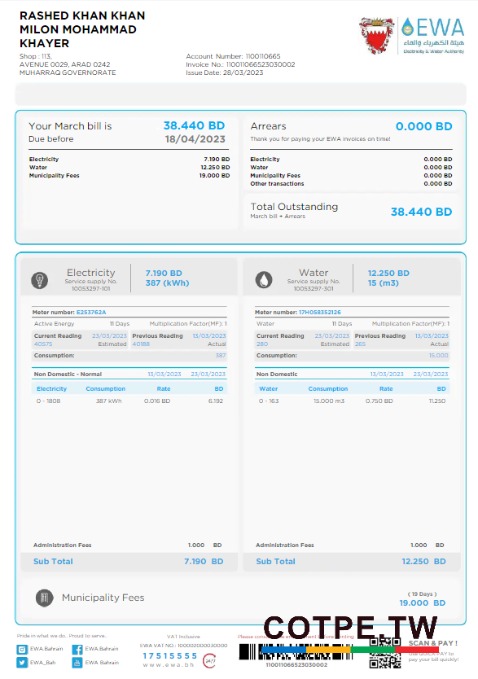 RASHED KHAN KHAN
MILON MOHAMMAD
KHAYER
Shop : 113,
AVENUE 0029, ARAD 0242
MUHARRAQ GOVERNORATE
Account Number: 1100110665
Invoice No.: 110011066523030002
Issue Date: 28/03/2023
EWA
هيئة الكهرباء والماء
Electricity & Water Authority
Your March bill is 38.440 BD
Due before 18/04/2023
Electricity 7.190 BD
Water 12.250 BD
Municipality Fees 19.000 BD
Arrears 0.000 BD
Thank you for paying your EWA invoices on time!
Electricity 0.000 BD
Water 0.000 BD
Municipality Fees 0.000 BD
Other transactions 0.000 BD
Total Outstanding 38.440 BD
March bill + Arrears
Electricity 7.190 BD
Service supply No. 387 (kWh)
10053297-101
Meter number: E253762A
Active Energy 11 Days Multiplication Factor(MF): 1
Current Reading 23/03/2023 Previous Reading 13/03/2023
40575 Estimated 40188 Actual
Consumption: 387
Non Domestic - Normal 13/03/2023 23/03/2023
Electricity Consumption Rate BD
0 - 1808 387 kWh 0.016 BD 6.192
Administration Fees 1.000 BD
Sub Total 7.190 BD
Water 12.250 BD
Service supply No. 15 (m3)
10053297-301
Meter number: 17H058352126
Water 11 Days Multiplication Factor(MF): 1
Current Reading 23/03/2023 Previous Reading 13/03/2023
280 Estimated 265 Actual
Consumption: 15.000
Non Domestic 13/03/2023 23/03/2023
Water Consumption Rate BD
0 - 163 15.000 m3 0.750 BD 11.250
Administration Fees 1.000 BD
Sub Total 12.250 BD
Municipality Fees
( 19 Days )
19.000 BD
COTPE.TW
Pride in what we do. Proud to serve.
EWA.Bahrain
EWA Bahrain
EWA_Bah
EWA Bahrain
VAT Inclusive
17515555
24/7
www.ewa.bh
110011066523030002
SCAN & PAY !
pay your bill quickly!